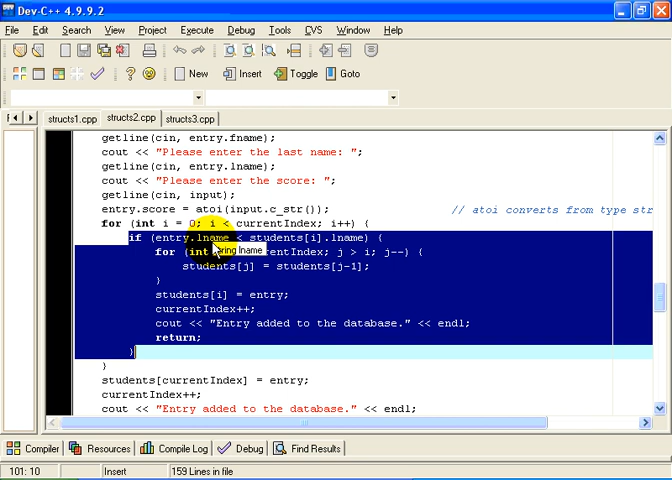 Dev-C++ 4.9.9.2
File Edit Search View Project Execute Debug Tools CVS Window Help
New Insert Toggle Goto
structs1.cpp structs2.cpp structs3.cpp
getline(cin, entry.fname);
cout << "Please enter the last name: ";
getline(cin, entry.lname);
cout << "Please enter the score: ";
getline(cin, input);
entry.score = atoi(input.c_str()); // atoi converts from type str
for (int i = 0; i < currentIndex; i++) {
if (entry.lname < students[i].lname) {
for (int currentIndex; j > i; j--) {
lname
students[j] = students[j-1];
}
students[i] = entry;
currentIndex++;
cout << "Entry added to the database." << endl;
return;
}
}
students[currentIndex] = entry;
currentIndex++;
cout << "Entry added to the database." << endl;
Compiler Resources Compile Log Debug Find Results
101: 10 Insert 159 Lines in file